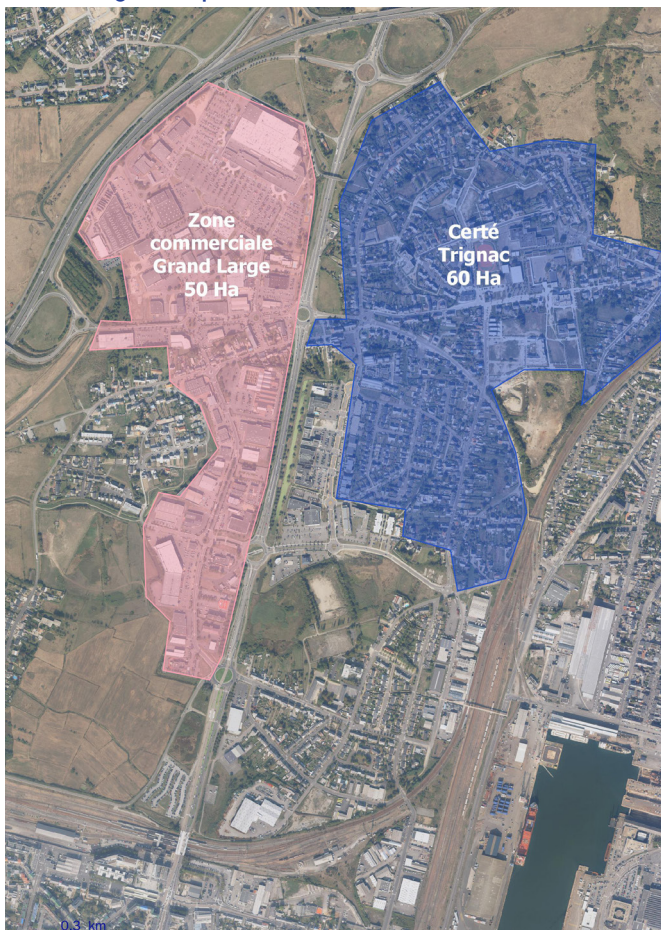 Zone
commerciale
Grand Large
50 Ha
Certé
Trignac
60 Ha
0.3 km